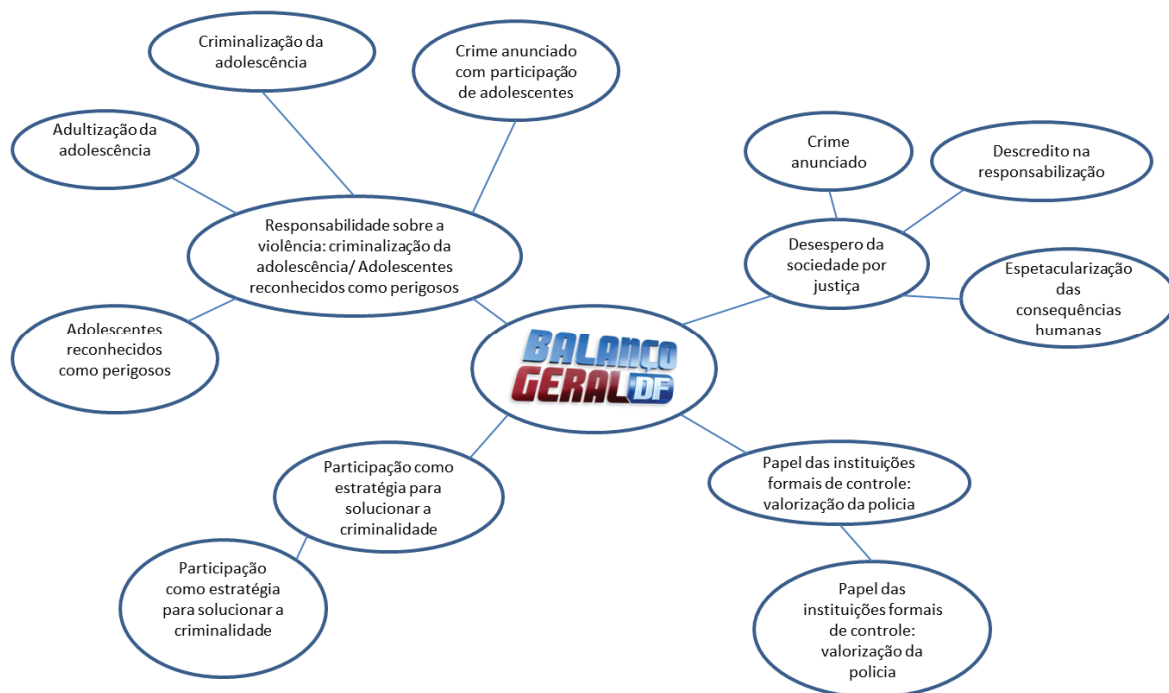 Criminalização da
adolescência
Crime anunciado
com participação
de adolescentes
Adultização da
adolescência
Crime
anunciado
Descredito na
responsabilização
Responsabilidade sobre a
violência: criminalização da
adolescência/ Adolescentes
reconhecidos como perigosos
Desespero da
sociedade por
justiça
Espetacularização
das
consequências
humanas
Adolescentes
reconhecidos
como perigosos
BALANÇO
GERAL DF
Participação como
estratégia para
solucionar a
criminalidade
Papel das instituições
formais de controle:
valorização da policia
Participação
como estratégia
para solucionar a
criminalidade
Papel das
instituições formais
de controle:
valorização da
policia